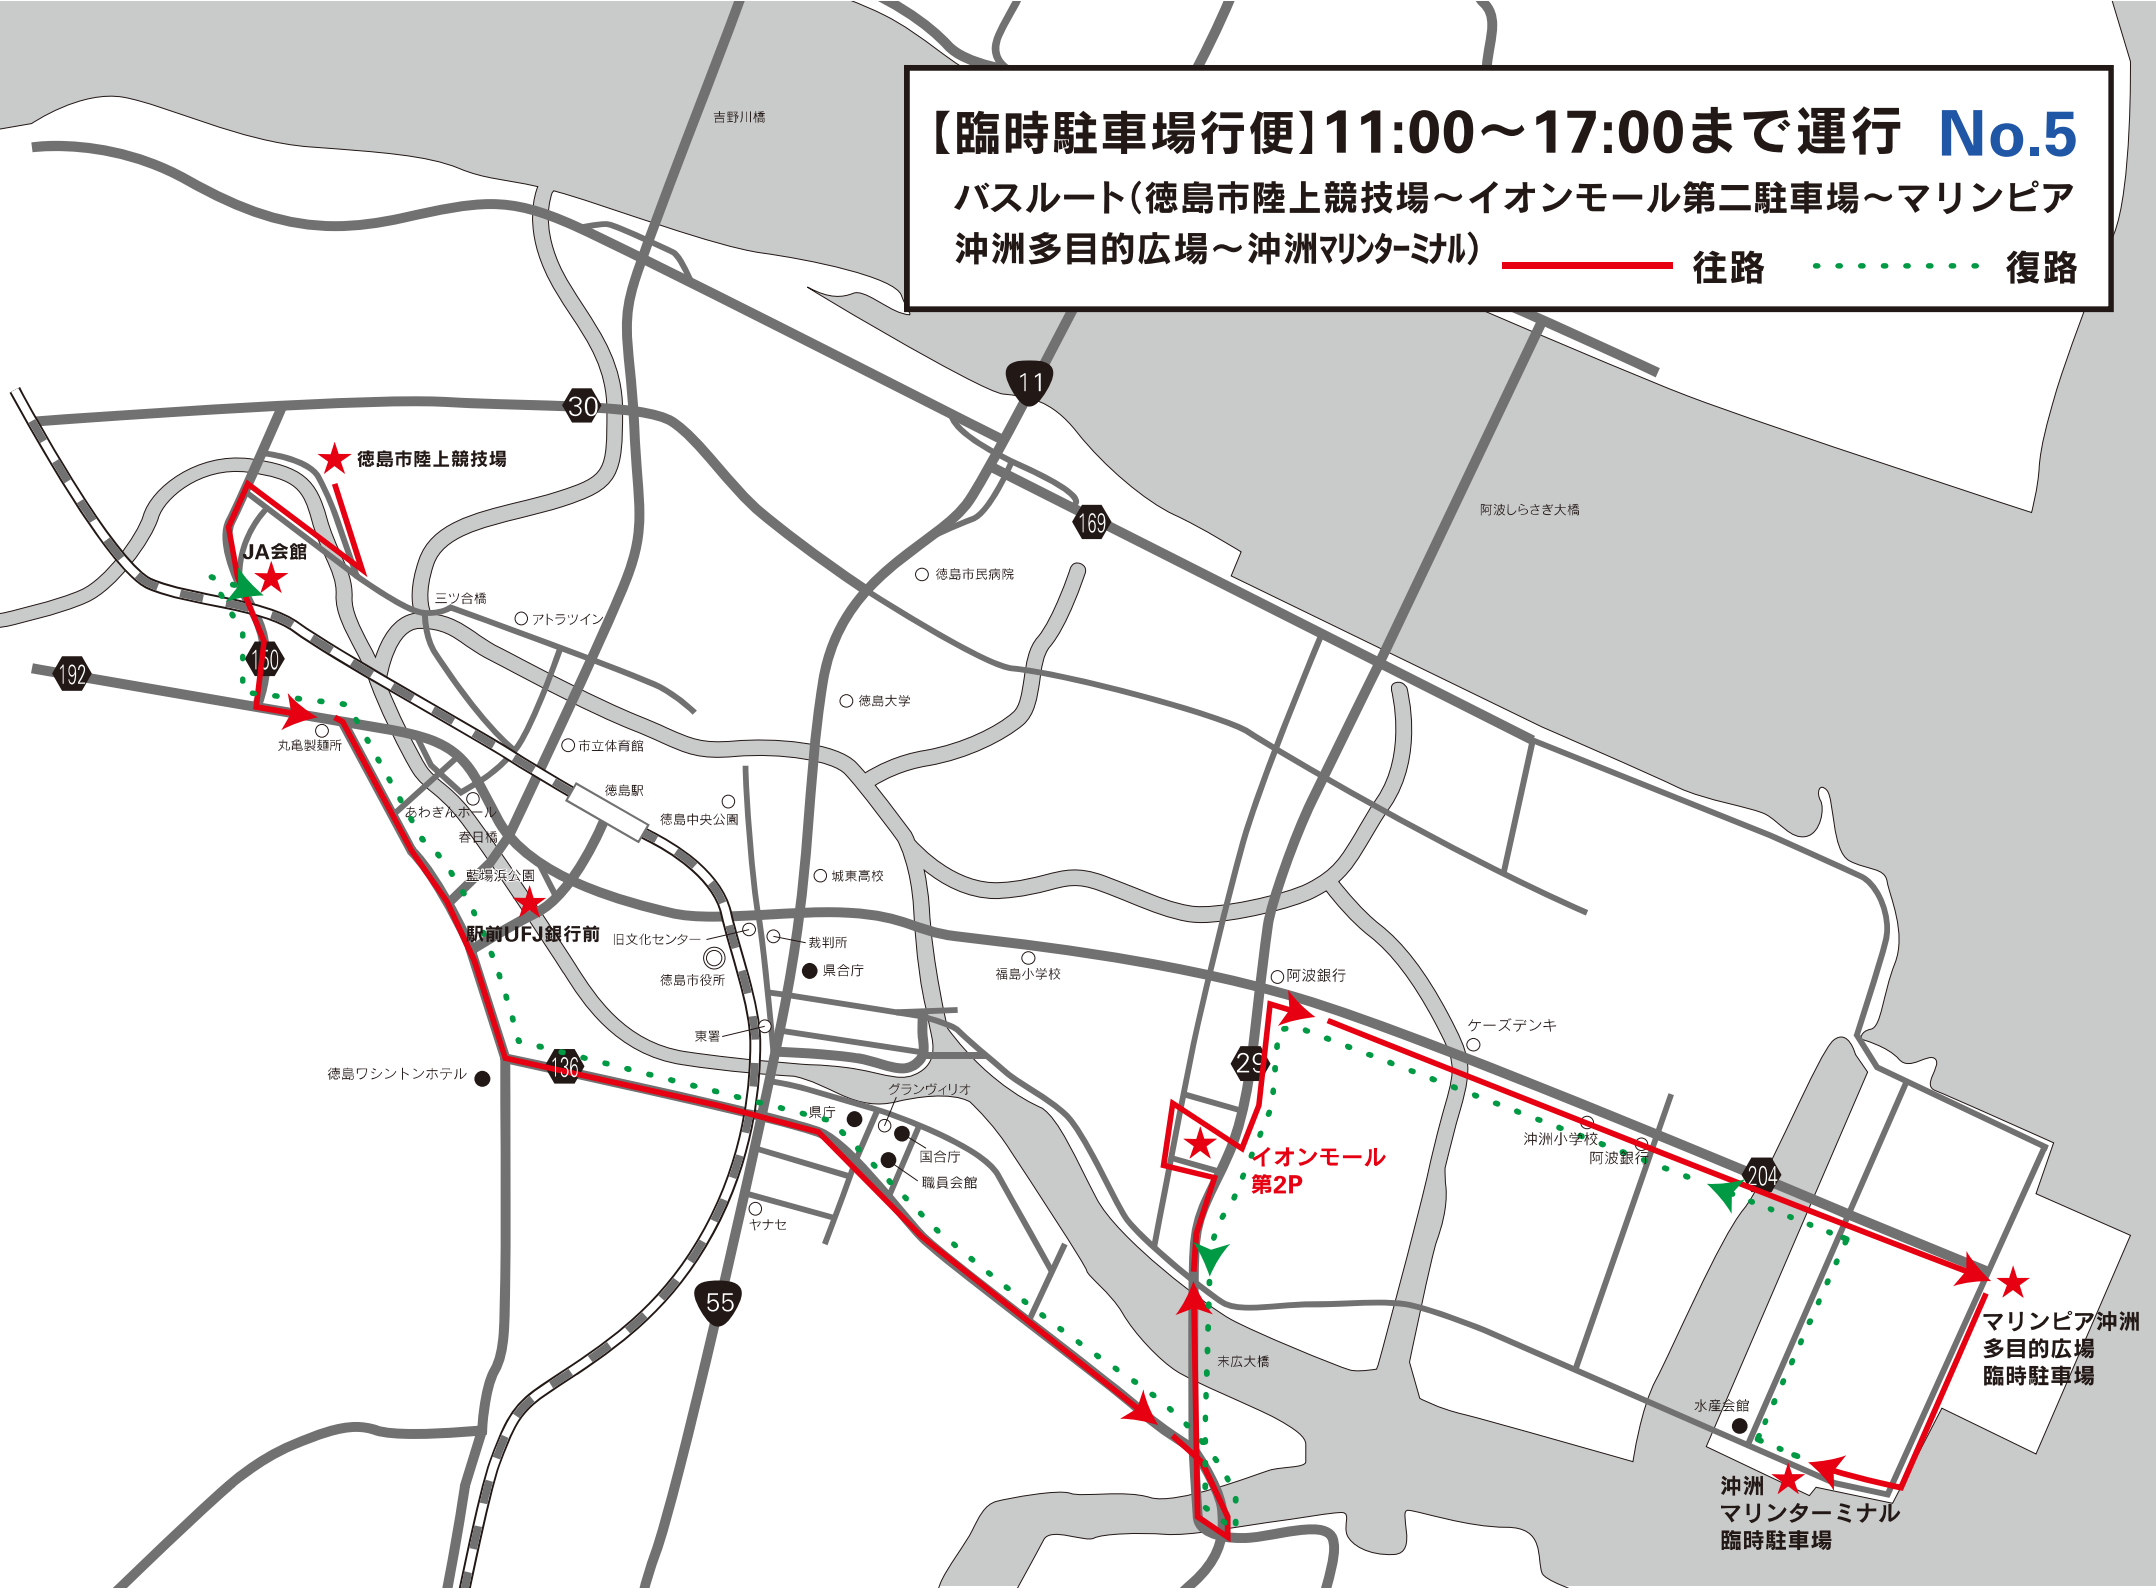 【臨時駐車場行便】11:00～17:00まで運行 No.5
バスルート(徳島市陸上競技場～イオンモール第二駐車場～マリンピア
沖洲多目的広場～沖洲マリンターミナル)
往路
復路
吉野川橋
11
30
徳島市陸上競技場
阿波しらさぎ大橋
169
JA会館
徳島市民病院
三ツ合橋
アトラツイン
150
192
徳島大学
丸亀製麺所
市立体育館
徳島駅
徳島中央公園
あわぎんホール
春日橋
藍場浜公園
城東高校
駅前UFJ銀行前
旧文化センター
裁判所
県合庁
徳島市役所
福島小学校
阿波銀行
東署
ケーズデンキ
徳島ワシントンホテル
136
29
グランヴィリオ
県庁
国合庁
職員会館
イオンモール
第2P
沖洲小学校
阿波銀行
204
ヤナセ
55
末広大橋
マリンピア沖洲
多目的広場
臨時駐車場
水産会館
沖洲
マリンターミナル
臨時駐車場